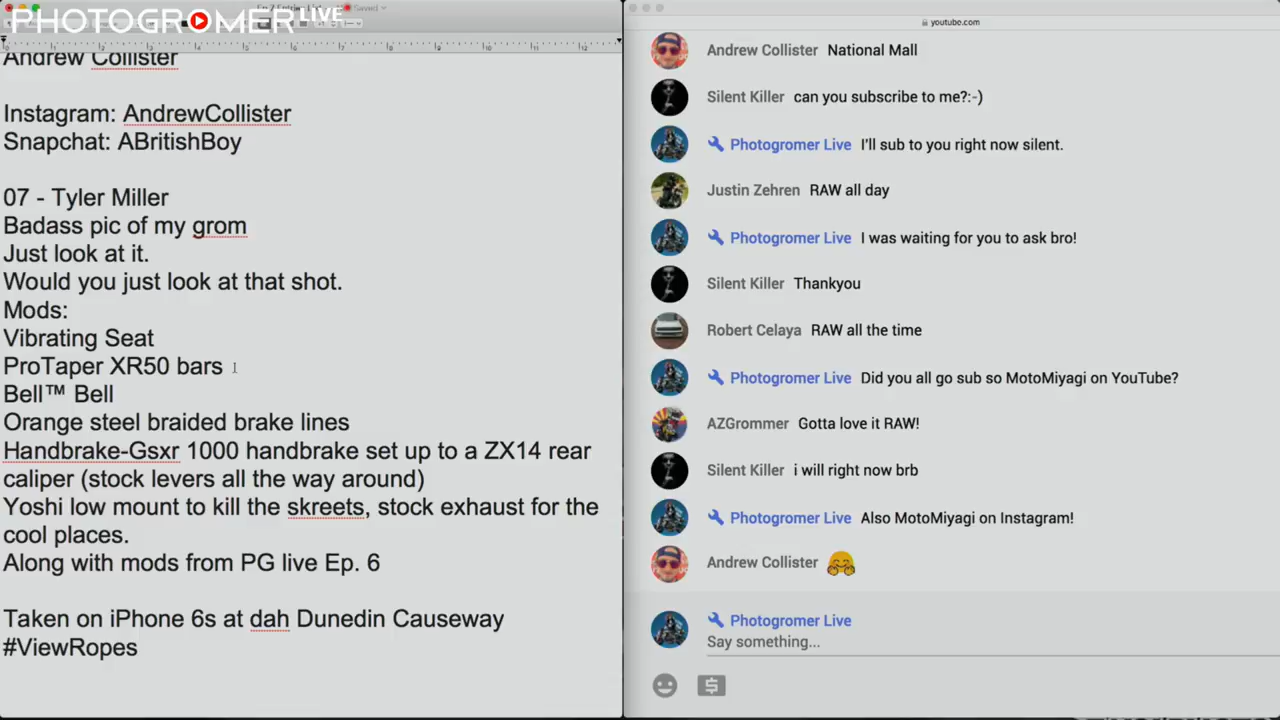 PHOTOGROMER LIVE
Saved
Andrew Collister
Instagram: AndrewCollister
Snapchat: ABritishBoy
07 - Tyler Miller
Badass pic of my grom
Just look at it.
Would you just look at that shot.
Mods:
Vibrating Seat
ProTaper XR50 bars
Bell™ Bell
Orange steel braided brake lines
Handbrake-Gsxr 1000 handbrake set up to a ZX14 rear
caliper (stock levers all the way around)
Yoshi low mount to kill the skreets, stock exhaust for the
cool places.
Along with mods from PG live Ep. 6
Taken on iPhone 6s at dah Dunedin Causeway
#ViewRopes
youtube.com
Andrew Collister National Mall
Silent Killer can you subscribe to me?:-)
Photogromer Live I'll sub to you right now silent.
Justin Zehren RAW all day
Photogromer Live I was waiting for you to ask bro!
Silent Killer Thankyou
Robert Celaya RAW all the time
Photogromer Live Did you all go sub so MotoMiyagi on YouTube?
AZGrommer Gotta love it RAW!
Silent Killer i will right now brb
Photogromer Live Also MotoMiyagi on Instagram!
Andrew Collister 🤗
Photogromer Live
Say something...